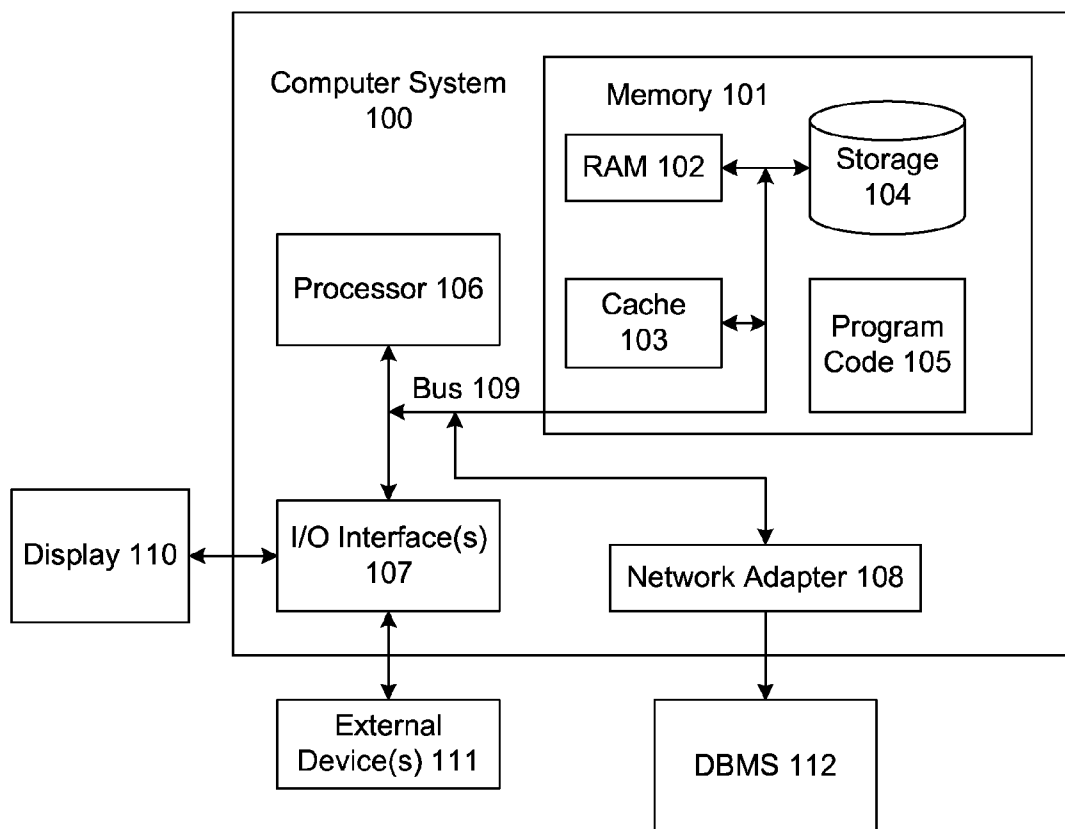 Computer System
100
Memory 101
RAM 102
Storage
104
Processor 106
Cache
103
Program
Code 105
Bus 109
Display 110
I/O Interface(s)
107
Network Adapter 108
External
Device(s) 111
DBMS 112